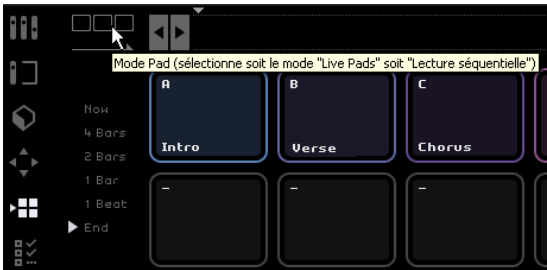 Mode Pad (sélectionne soit le mode "Live Pads" soit "Lecture séquentielle")
A
B
C
Now
4 Bars
2 Bars
1 Bar
1 Beat
End
Intro
Verse
Chorus
–
–
–